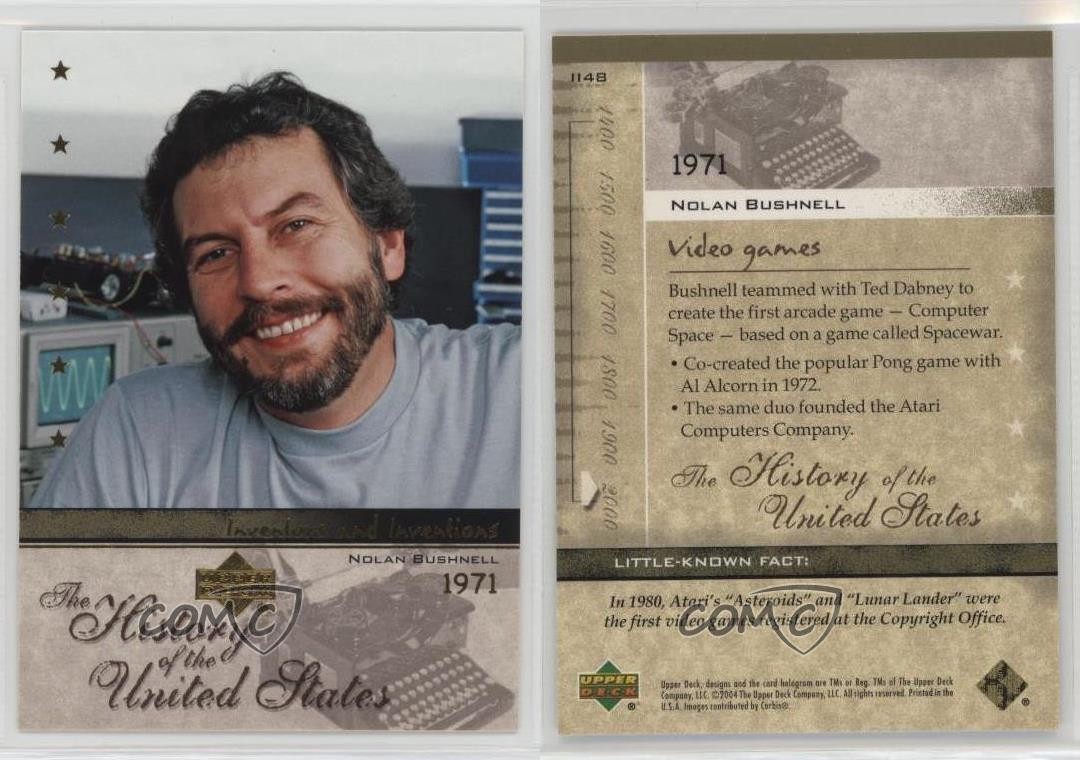 Inventors and Inventions
Nolan Bushnell
1971
UPPER DECK
The History of the United States
COMC
II48
1400 1500 1600 1700 1800 1900 2000
1971
Nolan Bushnell
Video games
Bushnell teammed with Ted Dabney to
create the first arcade game — Computer
Space — based on a game called Spacewar.
• Co-created the popular Pong game with
Al Alcorn in 1972.
• The same duo founded the Atari
Computers Company.
The History of the
United States
LITTLE-KNOWN FACT:
In 1980, Atari's "Asteroids" and "Lunar Lander" were
the first video games registered at the Copyright Office.
COMC
UPPER DECK ®
Upper Deck, designs and the card hologram are TMs or Reg. TMs of The Upper Deck
Company, LLC. ©2004 The Upper Deck Company, LLC. All rights reserved. Printed in the
U.S.A. Images contributed by Corbis®.
®